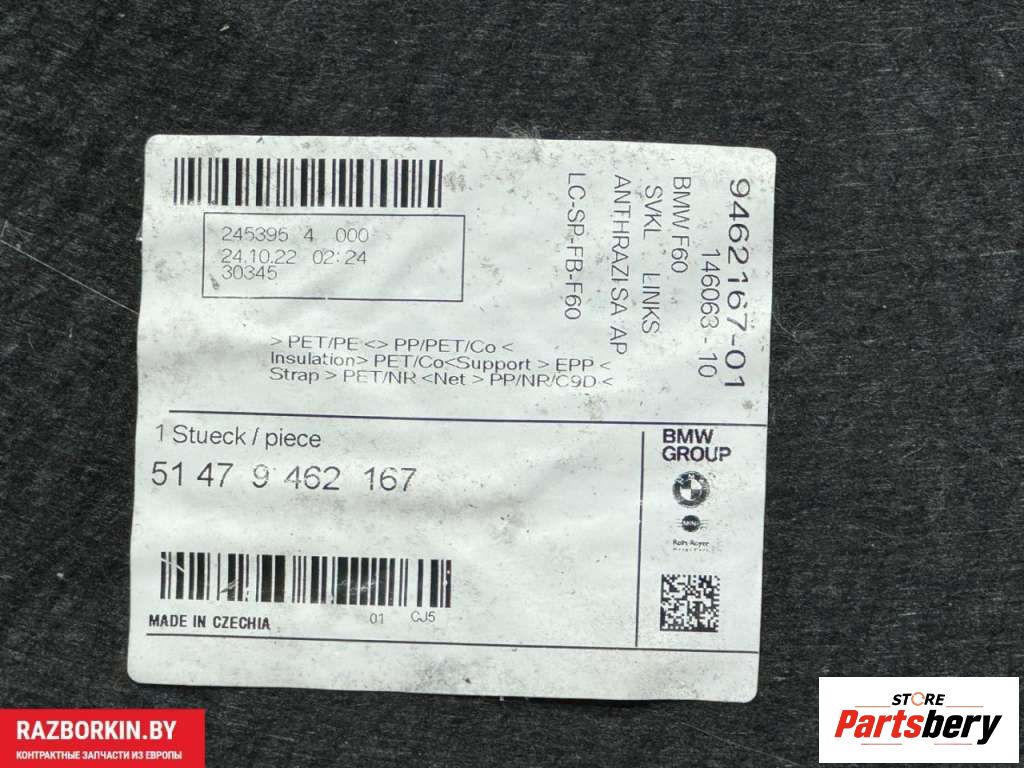 245395 4 000
24.10.22 02:24
30345
9462167-01
146063-10
BMW F60
SVKL LINKS
ANTHRAZISA AP
LC-SP-FB-F60
> PET/PE <> PP/PET/Co <
Insulation> PET/Co<Support > EPP <
Strap > PET/NR <Net > PP/NR/C9D <
1 Stueck / piece
51 47 9 462 167
BMW
GROUP
MINI
01 CJ5
MADE IN CZECHIA
RAZBORKIN.BY
КОНТРАКТНЫЕ ЗАПЧАСТИ ИЗ ЕВРОПЫ
STORE
Partsbery